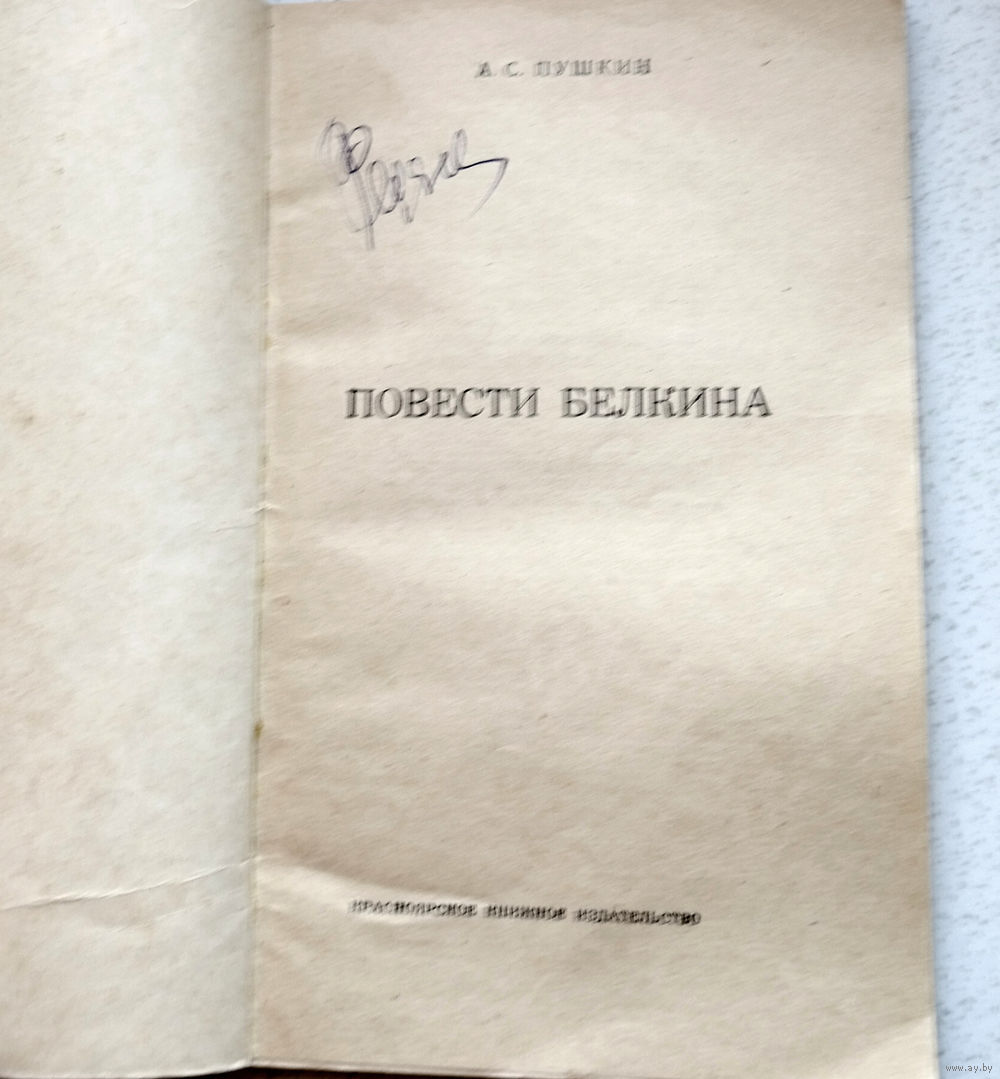 А. С. ПУШКИН
ПОВЕСТИ БЕЛКИНА
КРАСНОЯРСКОЕ КНИЖНОЕ ИЗДАТЕЛЬСТВО
www.ay.by